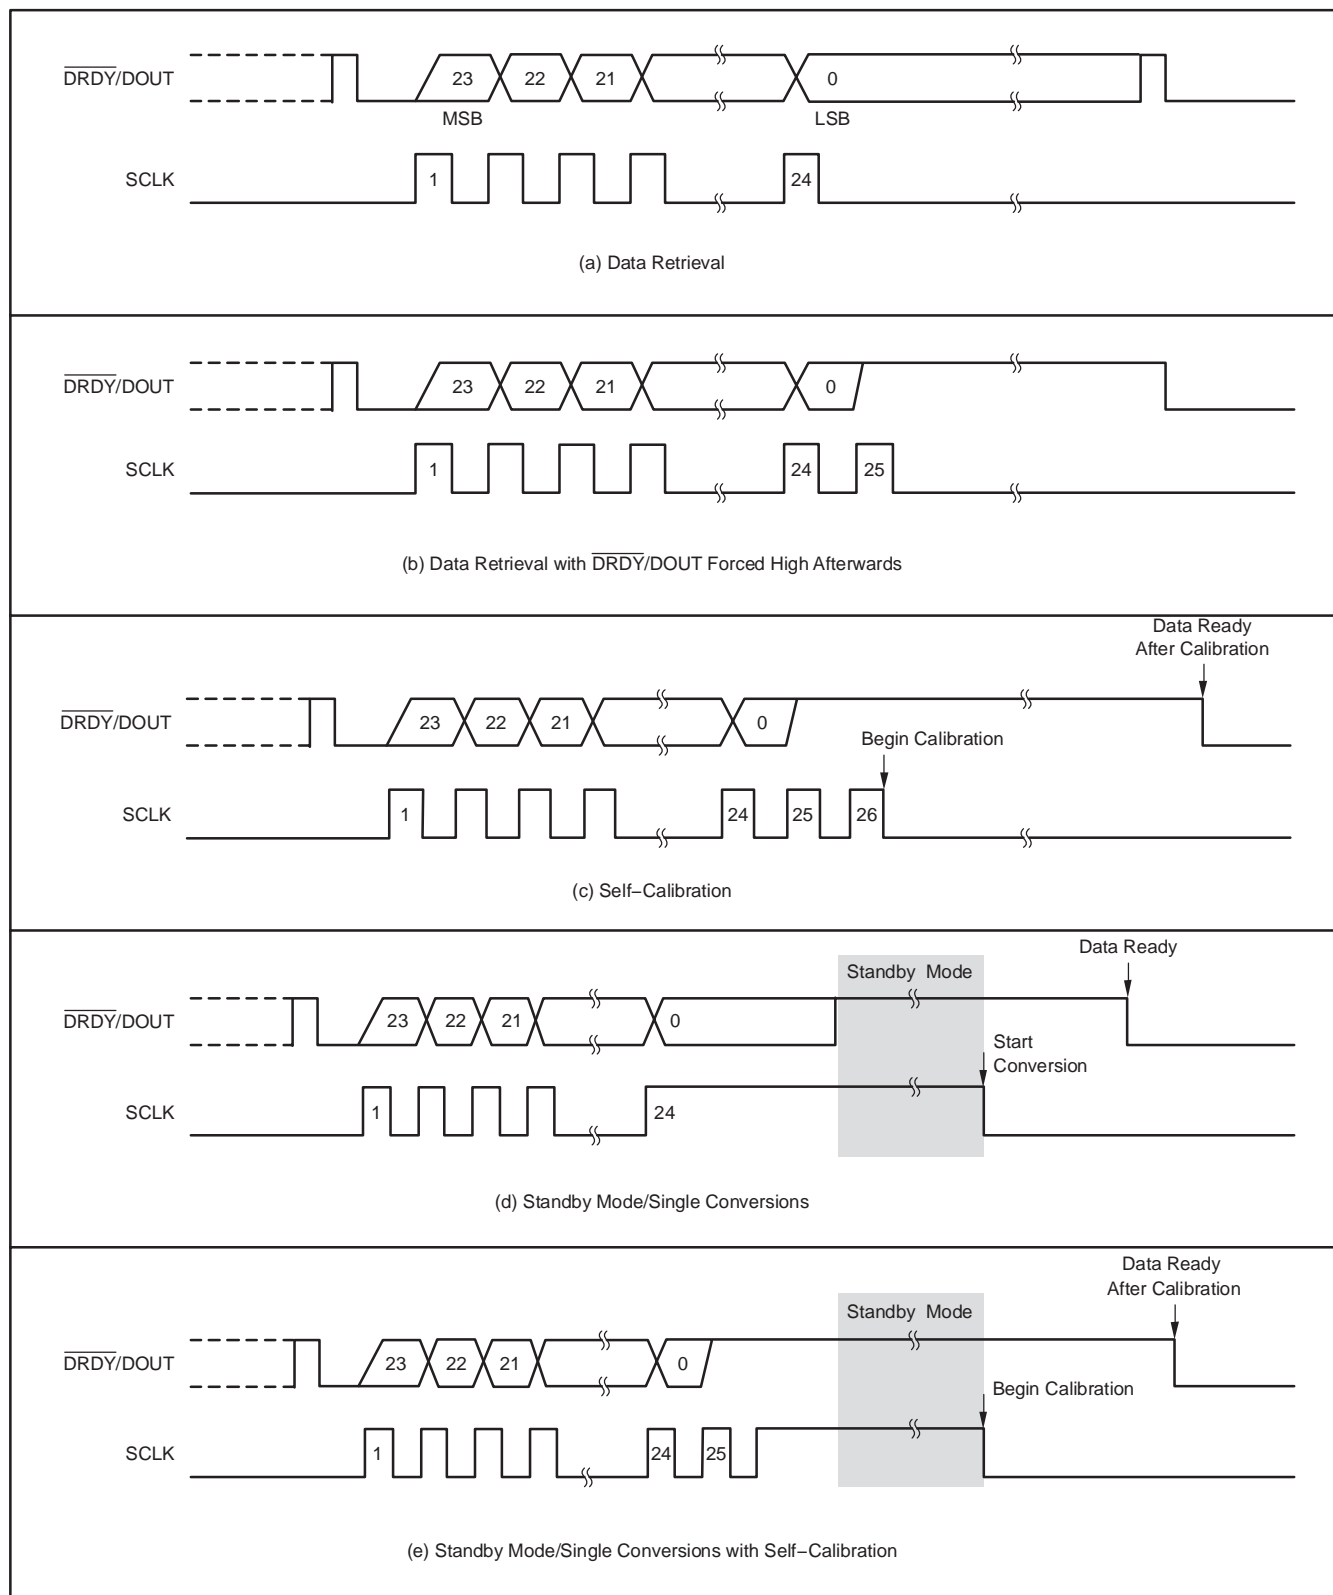 DRDY/DOUT
23
22
21
0
MSB
LSB
SCLK
1
24
(a) Data Retrieval
DRDY/DOUT
23
22
21
0
SCLK
1
24
25
(b) Data Retrieval with DRDY/DOUT Forced High Afterwards
Data Ready
After Calibration
DRDY/DOUT
23
22
21
0
Begin Calibration
SCLK
1
24
25
26
(c) Self−Calibration
Data Ready
Standby Mode
DRDY/DOUT
23
22
21
0
Start
Conversion
SCLK
1
24
(d) Standby Mode/Single Conversions
Data Ready
After Calibration
Standby Mode
DRDY/DOUT
23
22
21
0
Begin Calibration
SCLK
1
24
25
(e) Standby Mode/Single Conversions with Self−Calibration